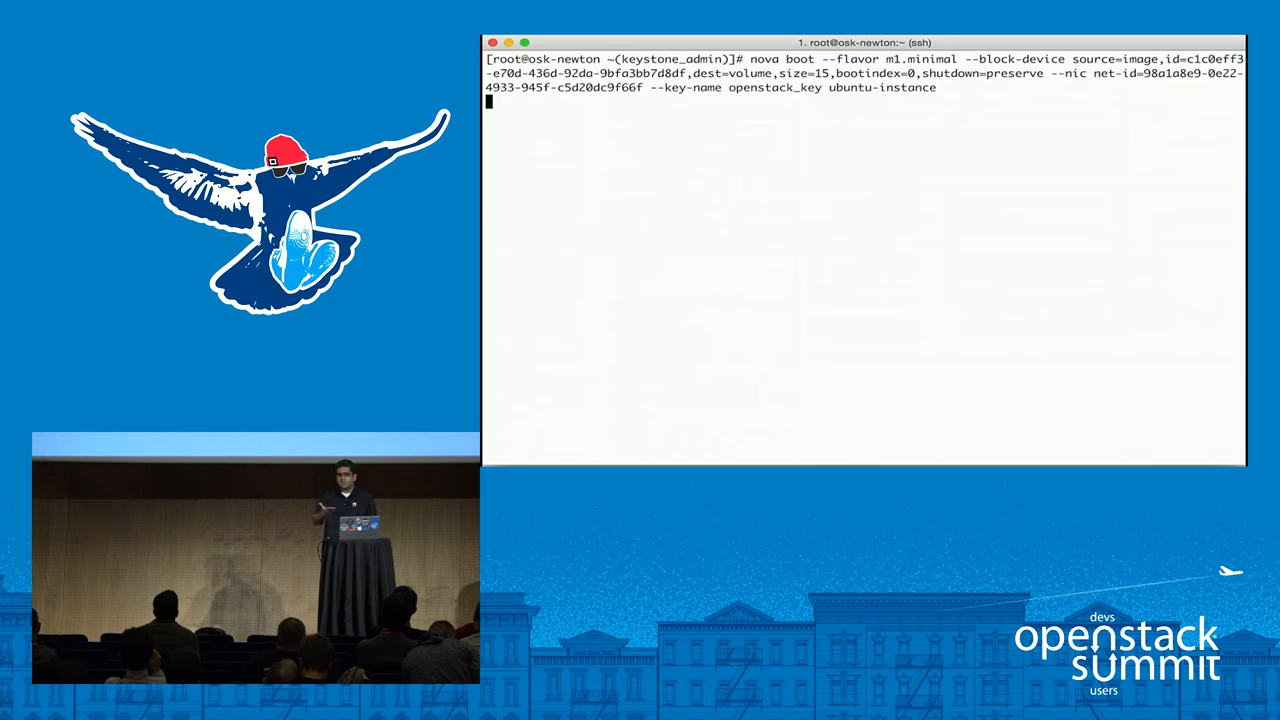 1. root@osk-newton:~ (ssh)
[root@osk-newton ~(keystone_admin)]# nova boot --flavor m1.minimal --block-device source=image,id=c1c0eff3
-e70d-436d-92da-9bfa3bb7d8df,dest=volume,size=15,bootindex=0,shutdown=preserve --nic net-id=98a1a8e9-0e22-
4933-945f-c5d20dc9f66f --key-name openstack_key ubuntu-instance
devs
openstack
summit
users